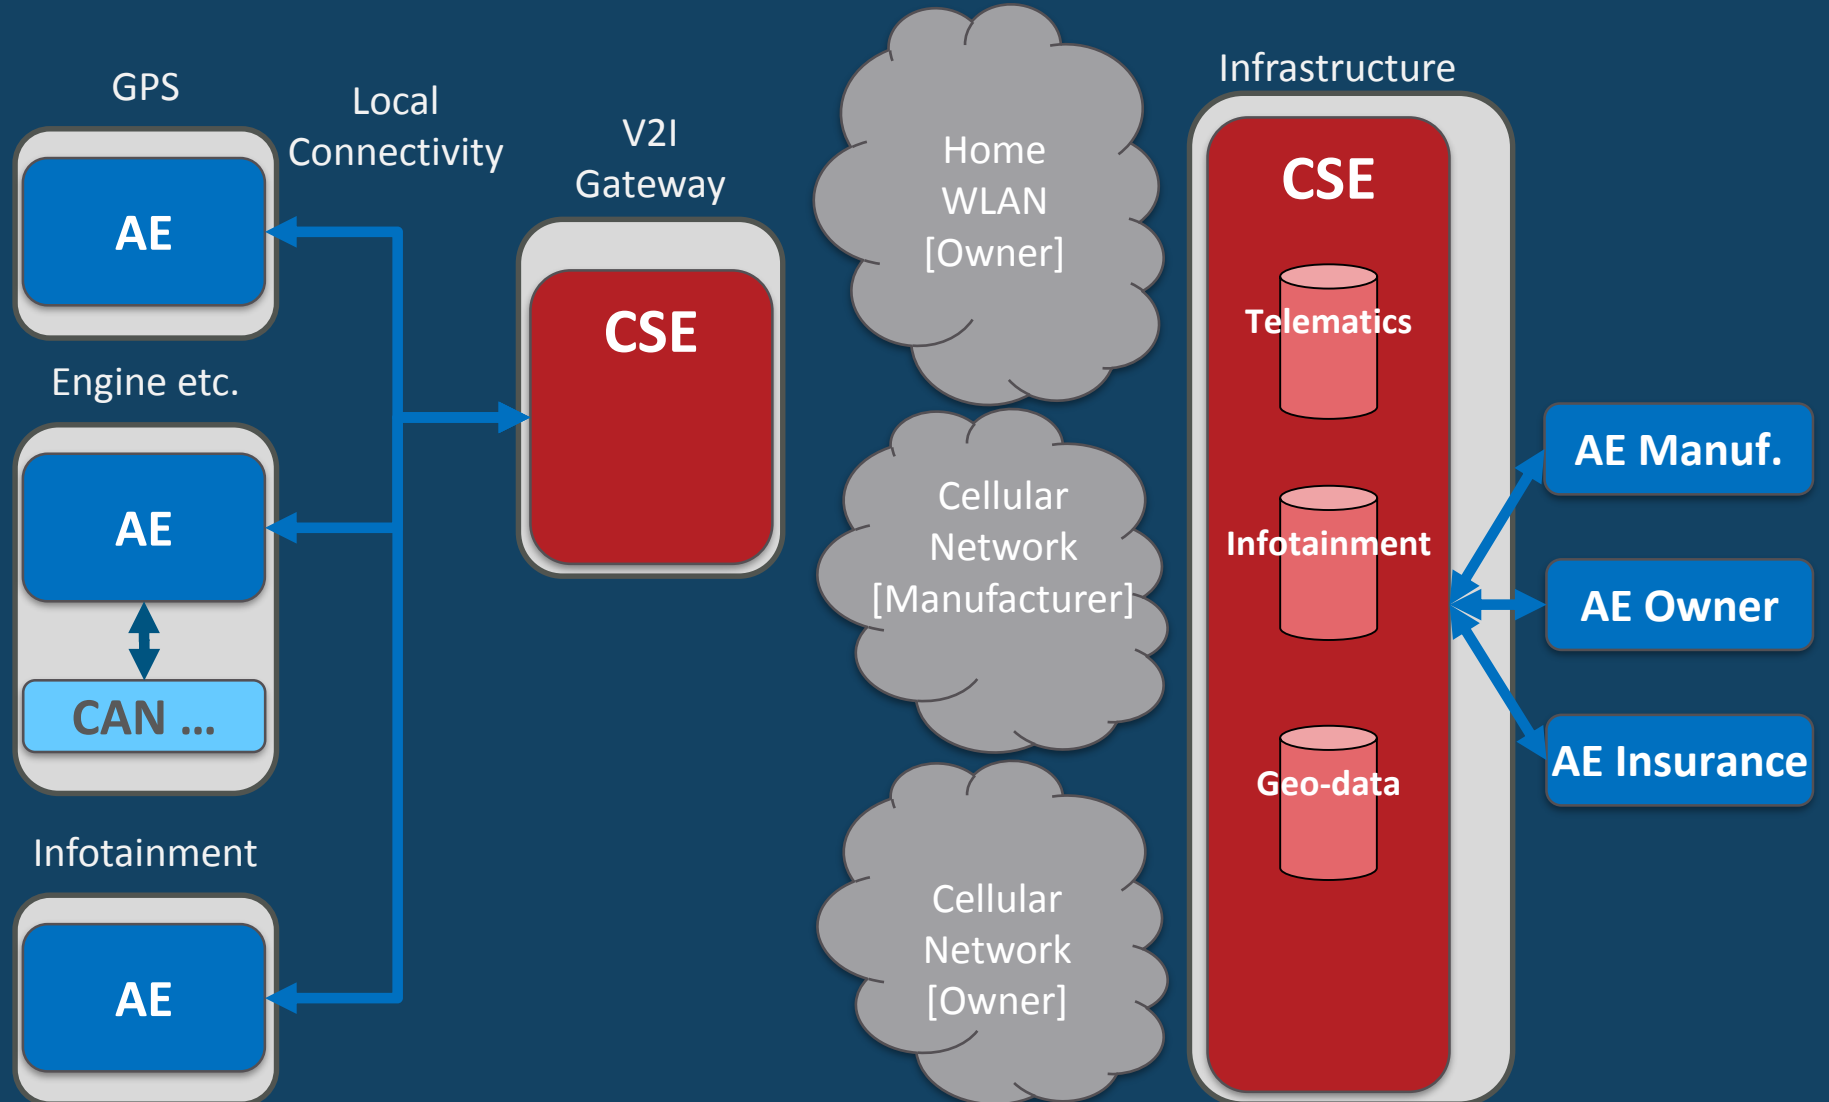 GPS
AE
Engine etc.
AE
CAN ...
Infotainment
AE
Local
Connectivity
V2I
Gateway
CSE
Home
WLAN
[Owner]
Cellular
Network
[Manufacturer]
Cellular
Network
[Owner]
Infrastructure
CSE
Telematics
Infotainment
Geo-data
AE Manuf.
AE Owner
AE Insurance